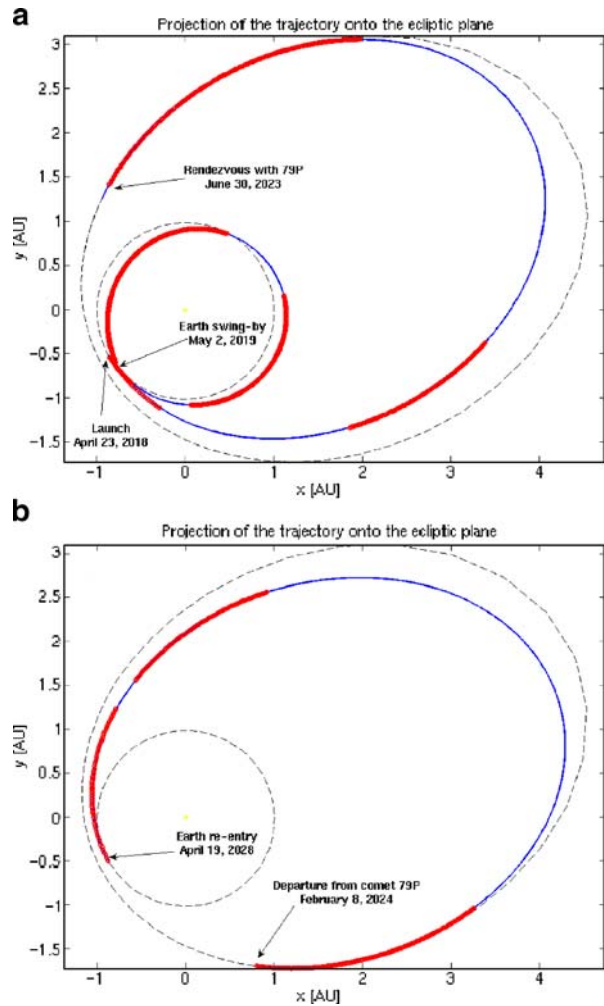 a
Projection of the trajectory onto the ecliptic plane
3
2.5
2
1.5
1
0.5
0
−0.5
−1
−1.5
y [AU]
Rendezvous with 79P
June 30, 2023
Earth swing-by
May 2, 2019
Launch
April 23, 2018
−1 0 1 2 3 4
x [AU]
b
Projection of the trajectory onto the ecliptic plane
3
2.5
2
1.5
1
0.5
0
−0.5
−1
−1.5
y [AU]
Earth re-entry
April 19, 2028
Departure from comet 79P
February 8, 2024
−1 0 1 2 3 4
x [AU]